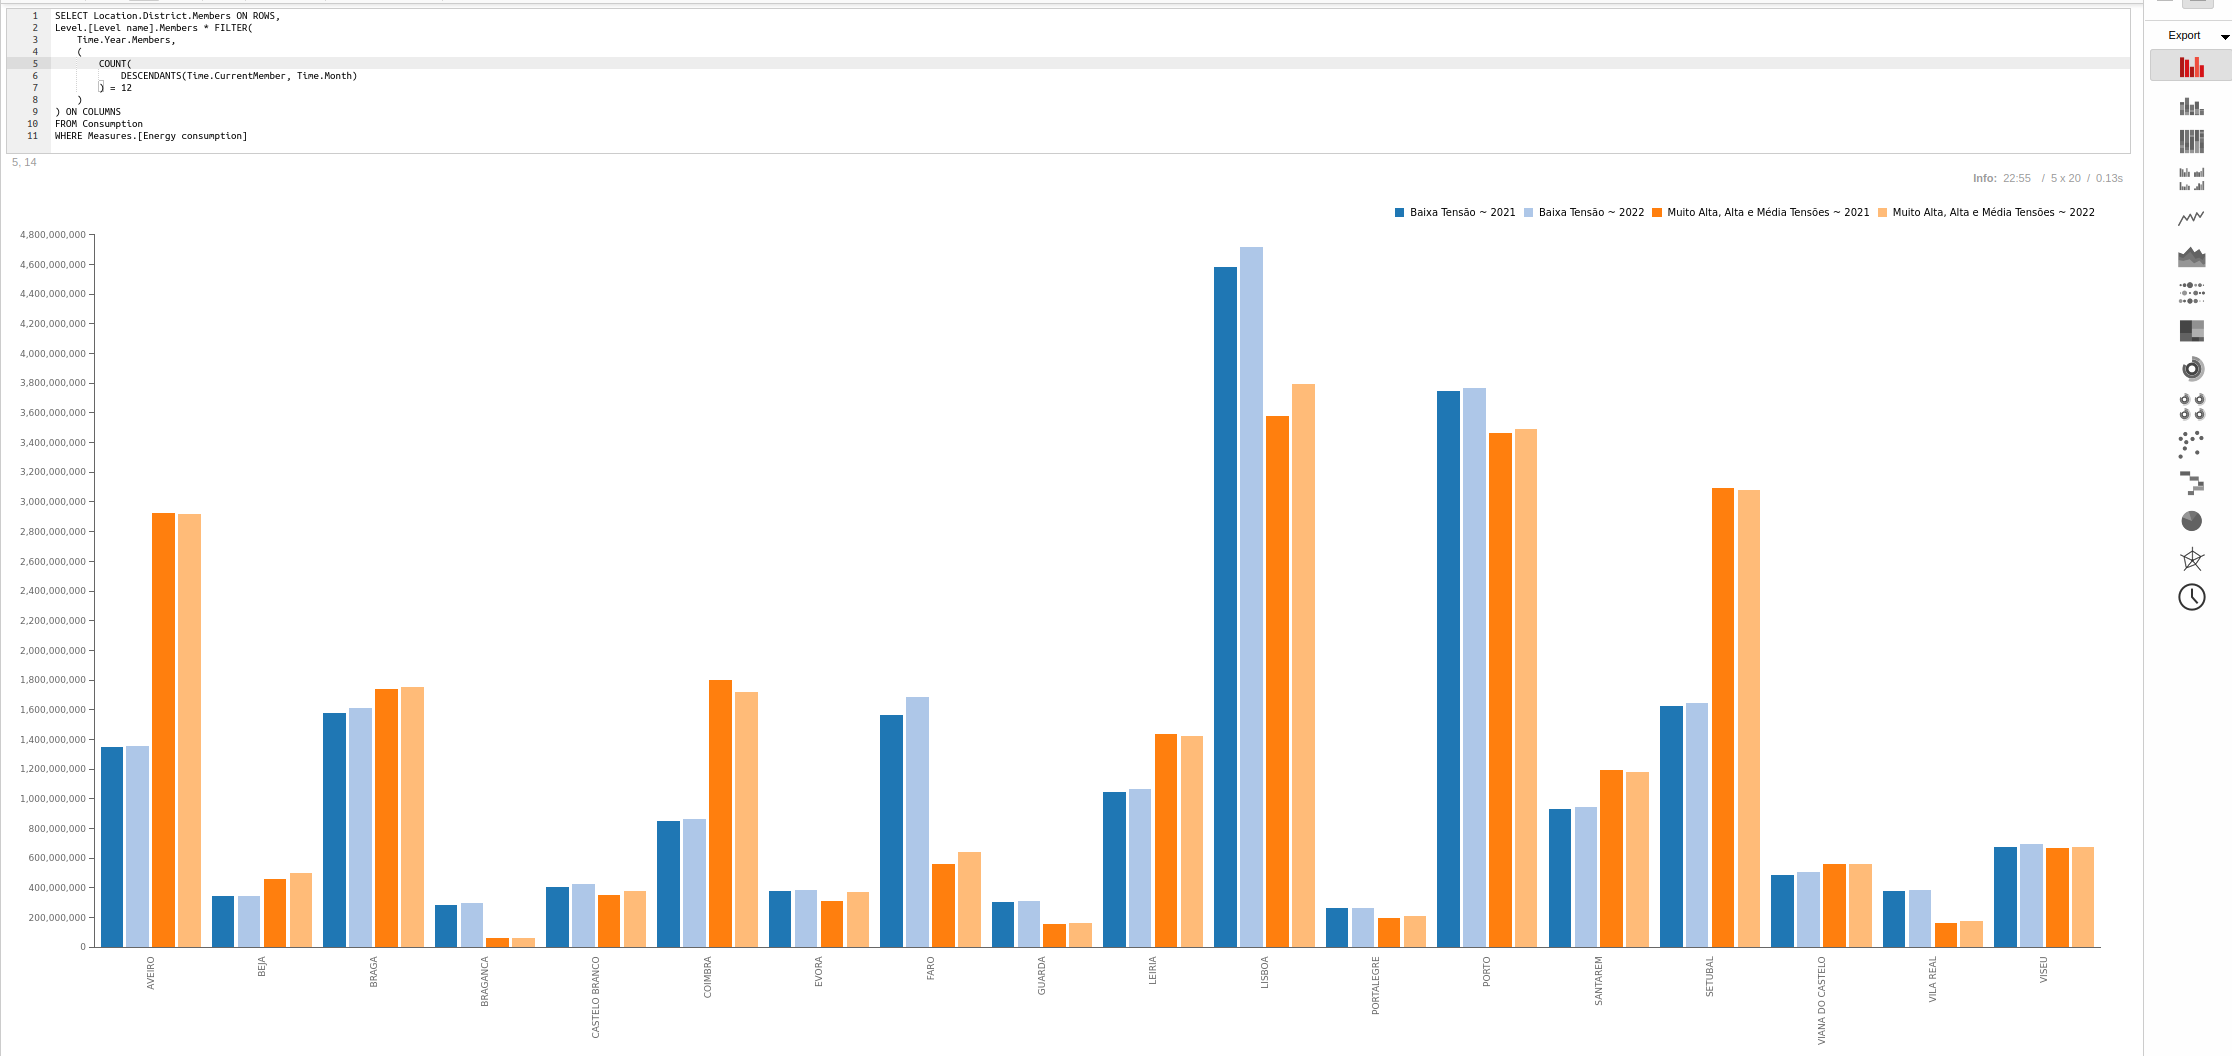 1 SELECT Location.District.Members ON ROWS,
2 Level.[Level name].Members * FILTER(
3 Time.Year.Members,
4 (
5 COUNT(
6 DESCENDANTS(Time.CurrentMember, Time.Month)
7 ) = 12
8 )
9 ) ON COLUMNS
10 FROM Consumption
11 WHERE Measures.[Energy consumption]
5, 14
Export
Info: 22:55 / 5 x 20 / 0.13s
Baixa Tensão ~ 2021 Baixa Tensão ~ 2022 Muito Alta, Alta e Média Tensões ~ 2021 Muito Alta, Alta e Média Tensões ~ 2022
4,800,000,000
4,600,000,000
4,400,000,000
4,200,000,000
4,000,000,000
3,800,000,000
3,600,000,000
3,400,000,000
3,200,000,000
3,000,000,000
2,800,000,000
2,600,000,000
2,400,000,000
2,200,000,000
2,000,000,000
1,800,000,000
1,600,000,000
1,400,000,000
1,200,000,000
1,000,000,000
800,000,000
600,000,000
400,000,000
200,000,000
0
AVEIRO
BEJA
BRAGA
BRAGANCA
CASTELO BRANCO
COIMBRA
EVORA
FARO
GUARDA
LEIRIA
LISBOA
PORTALEGRE
PORTO
SANTAREM
SETUBAL
VIANA DO CASTELO
VILA REAL
VISEU